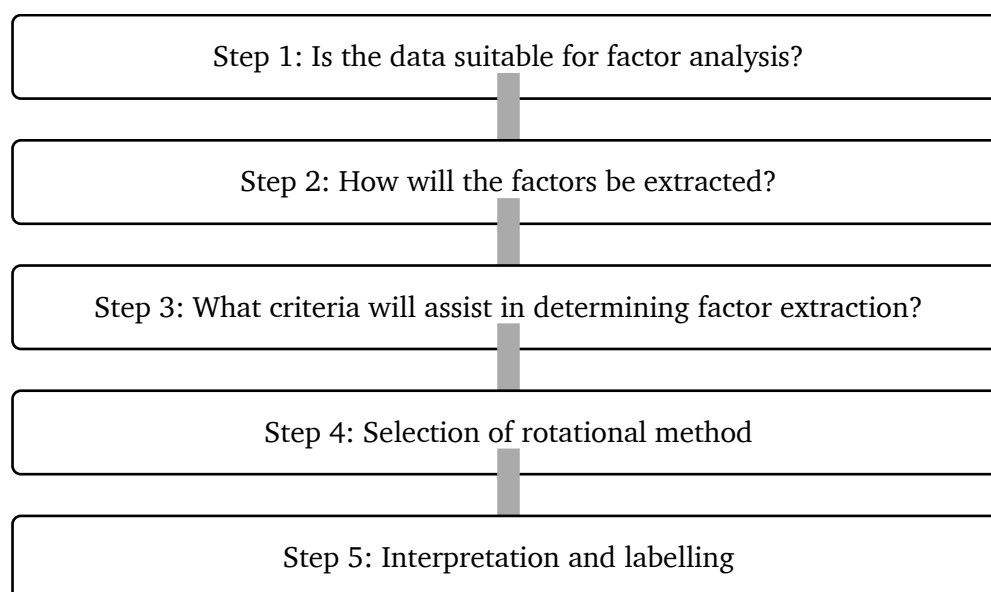 Step 1: Is the data suitable for factor analysis?
Step 2: How will the factors be extracted?
Step 3: What criteria will assist in determining factor extraction?
Step 4: Selection of rotational method
Step 5: Interpretation and labelling